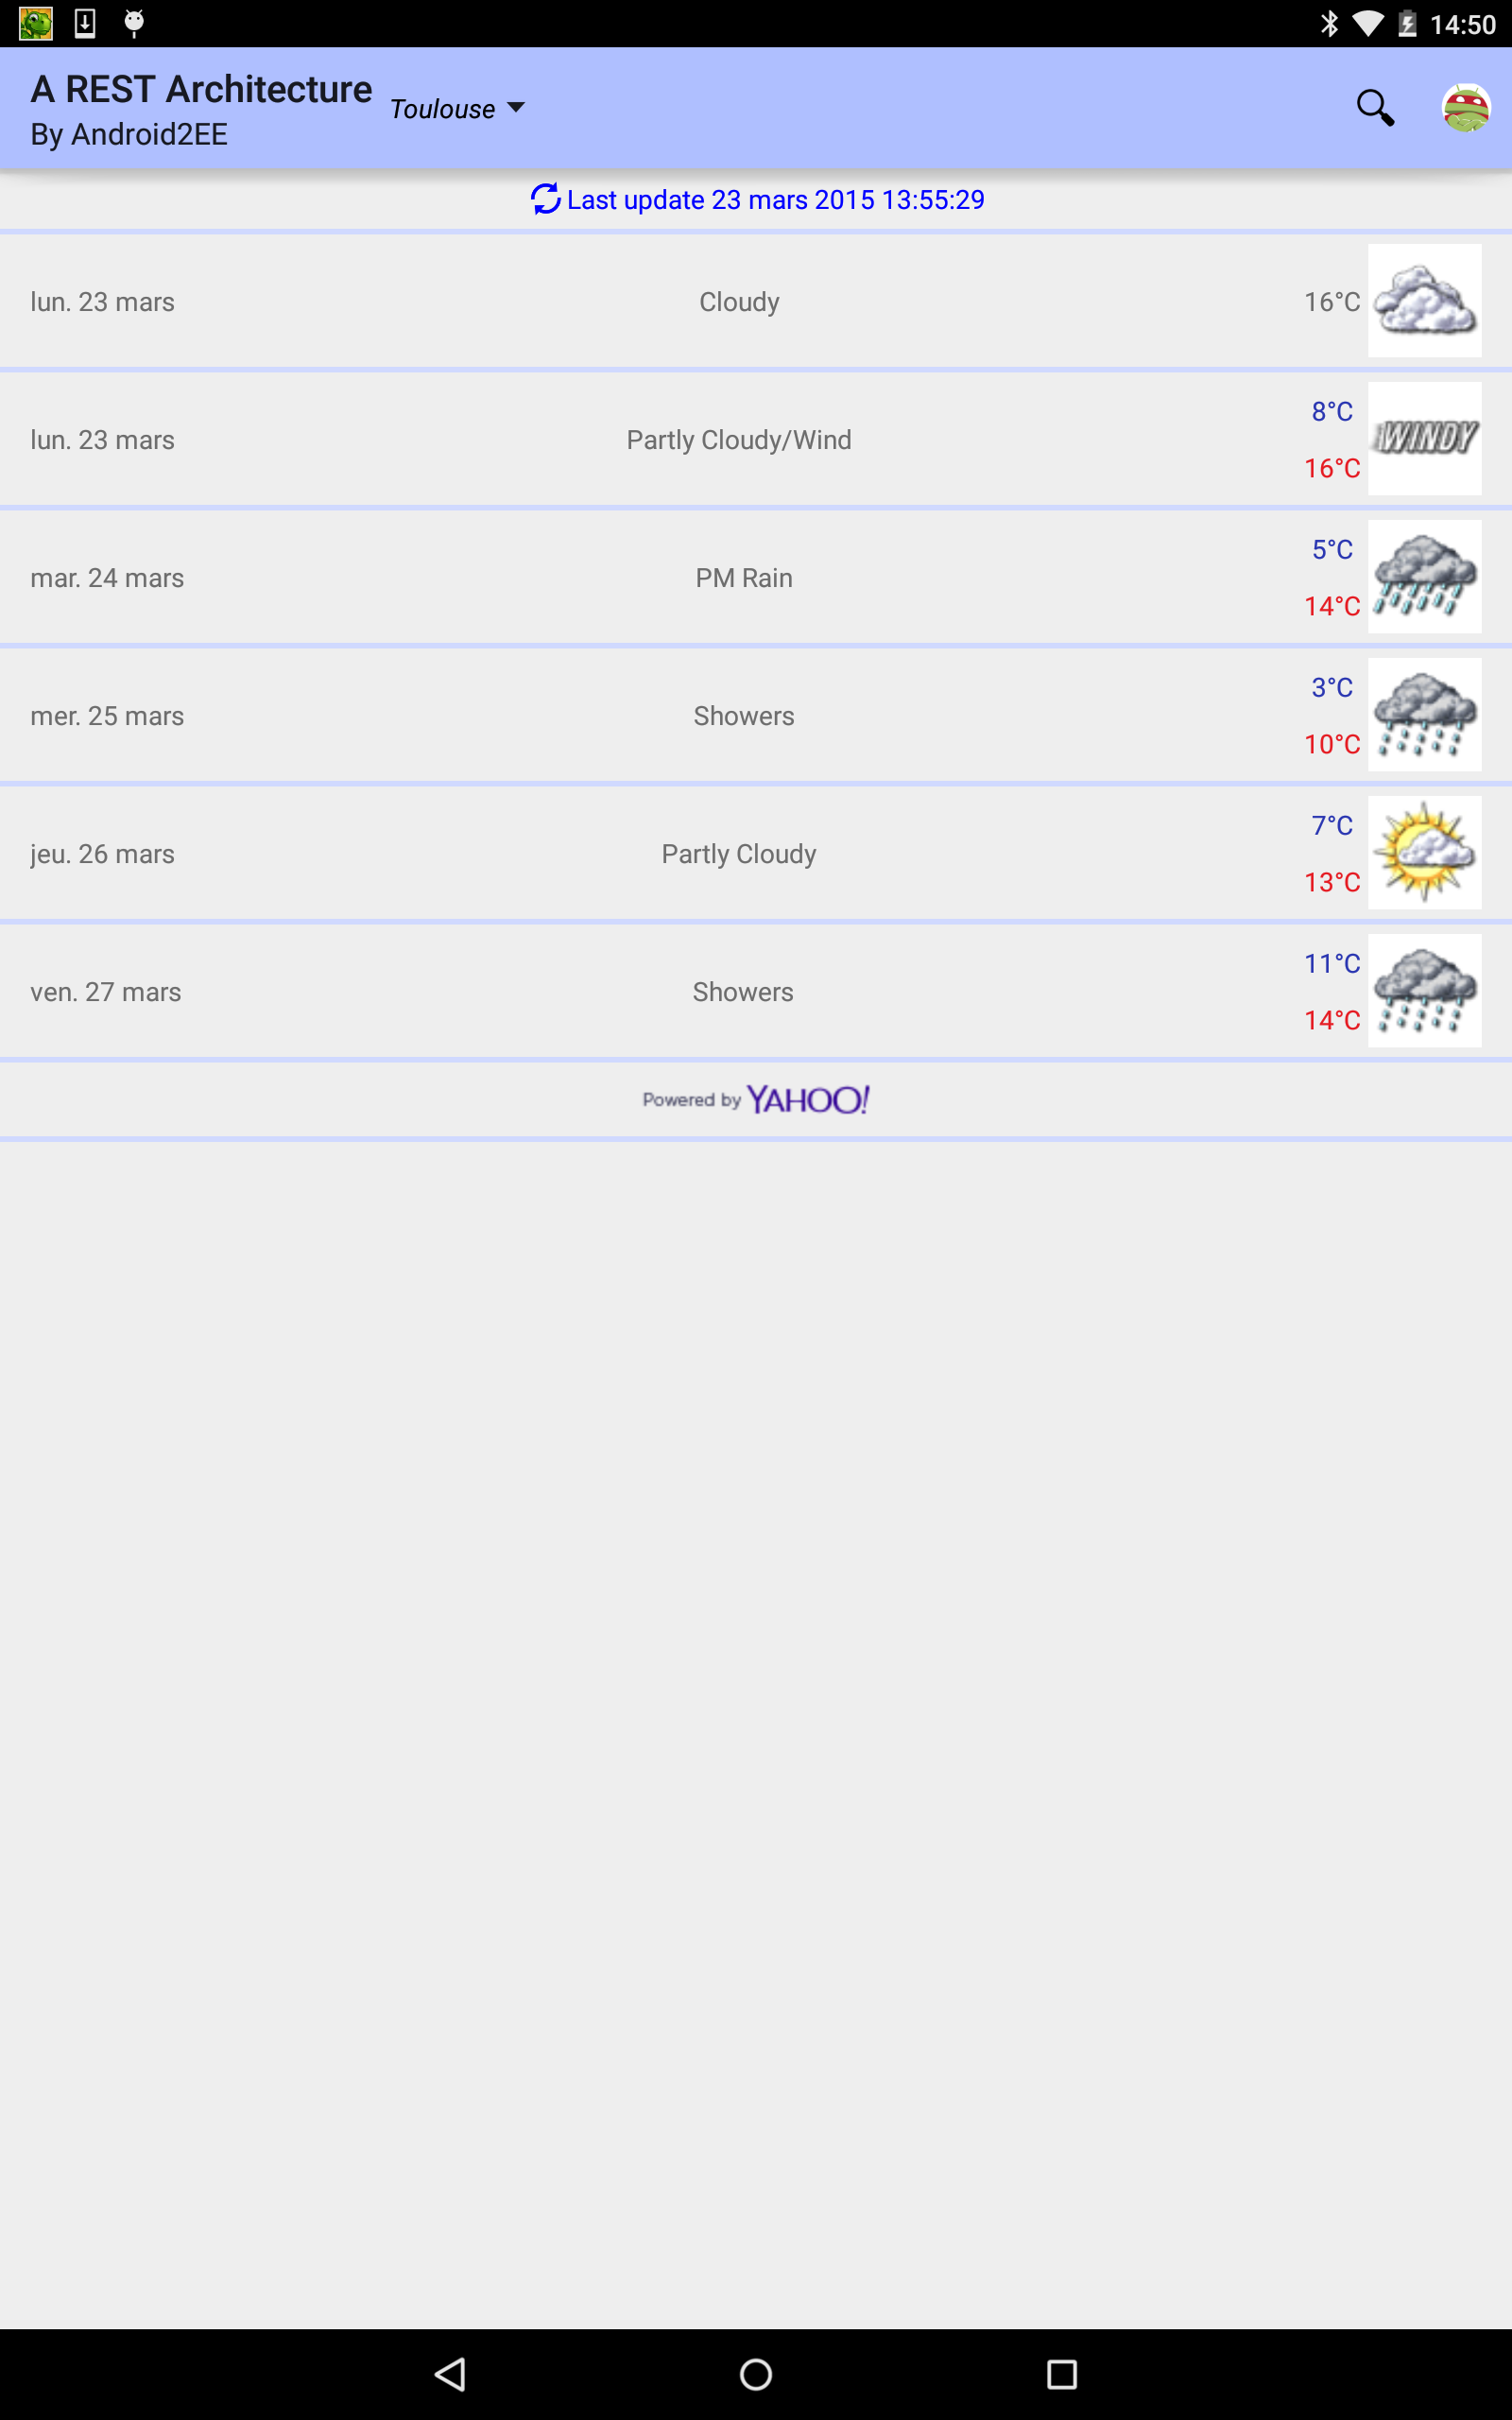 14:50
A REST Architecture
By Android2EE
Toulouse
Last update 23 mars 2015 13:55:29
lun. 23 mars Cloudy 16°C
lun. 23 mars Partly Cloudy/Wind 8°C 16°C WINDY
mar. 24 mars PM Rain 5°C 14°C
mer. 25 mars Showers 3°C 10°C
jeu. 26 mars Partly Cloudy 7°C 13°C
ven. 27 mars Showers 11°C 14°C
Powered by YAHOO!